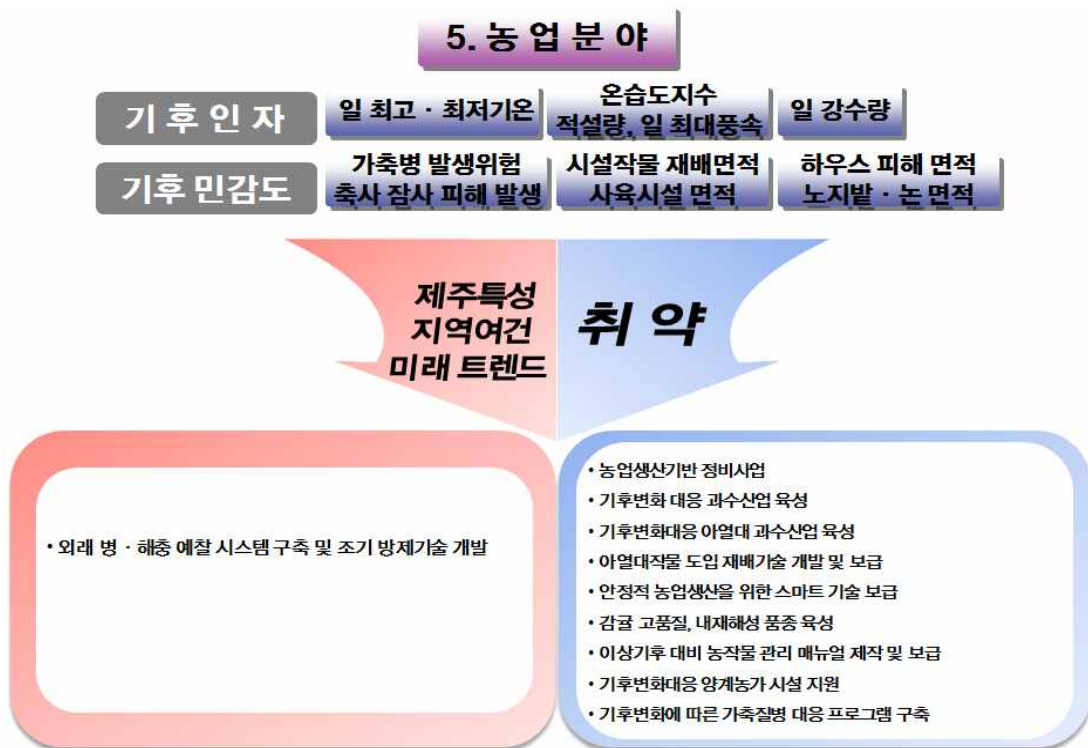 5. 농 업 분 야
기 후 인 자
일 최고 · 최저기온
온습도지수
적설량, 일 최대풍속
일 강수량
기후 민감도
가축병 발생위험
축사 잠사 피해 발생
시설작물 재배면적
사육시설 면적
하우스 피해 면적
노지밭 · 논 면적
제주특성
지역여건
미래 트렌드
취 약
• 외래 병 · 해충 예찰 시스템 구축 및 조기 방제기술 개발
• 농업생산기반 정비사업
• 기후변화 대응 과수산업 육성
• 기후변화대응 아열대 과수산업 육성
• 아열대작물 도입 재배기술 개발 및 보급
• 안정적 농업생산을 위한 스마트 기술 보급
• 감귤 고품질, 내재해성 품종 육성
• 이상기후 대비 농작물 관리 매뉴얼 제작 및 보급
• 기후변화대응 양계농가 시설 지원
• 기후변화에 따른 가축질병 대응 프로그램 구축